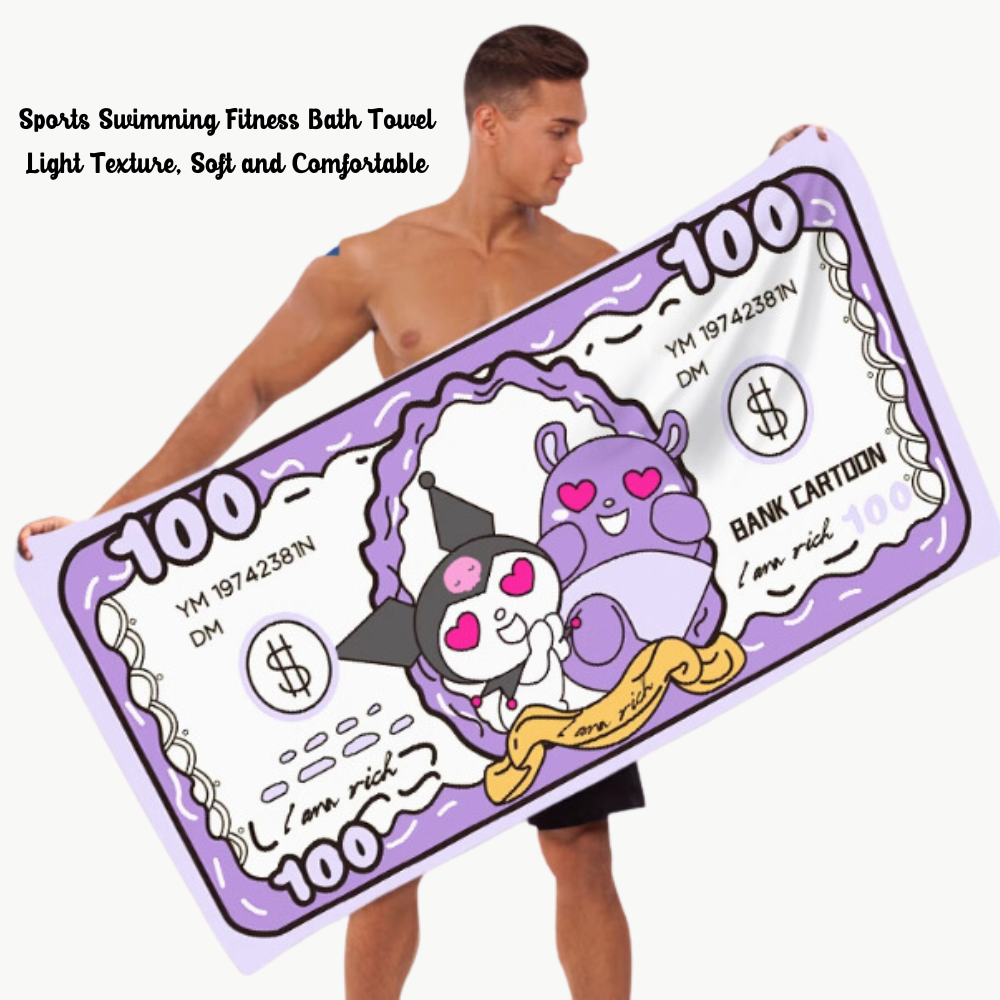 Sports Swimming Fitness Bath Towel
Light Texture, Soft and Comfortable
100
YM 19742381N
DM
$
BANK CARTOON
I am rich 100
100
YM 19742381N
DM
$
I am rich
I am rich
100